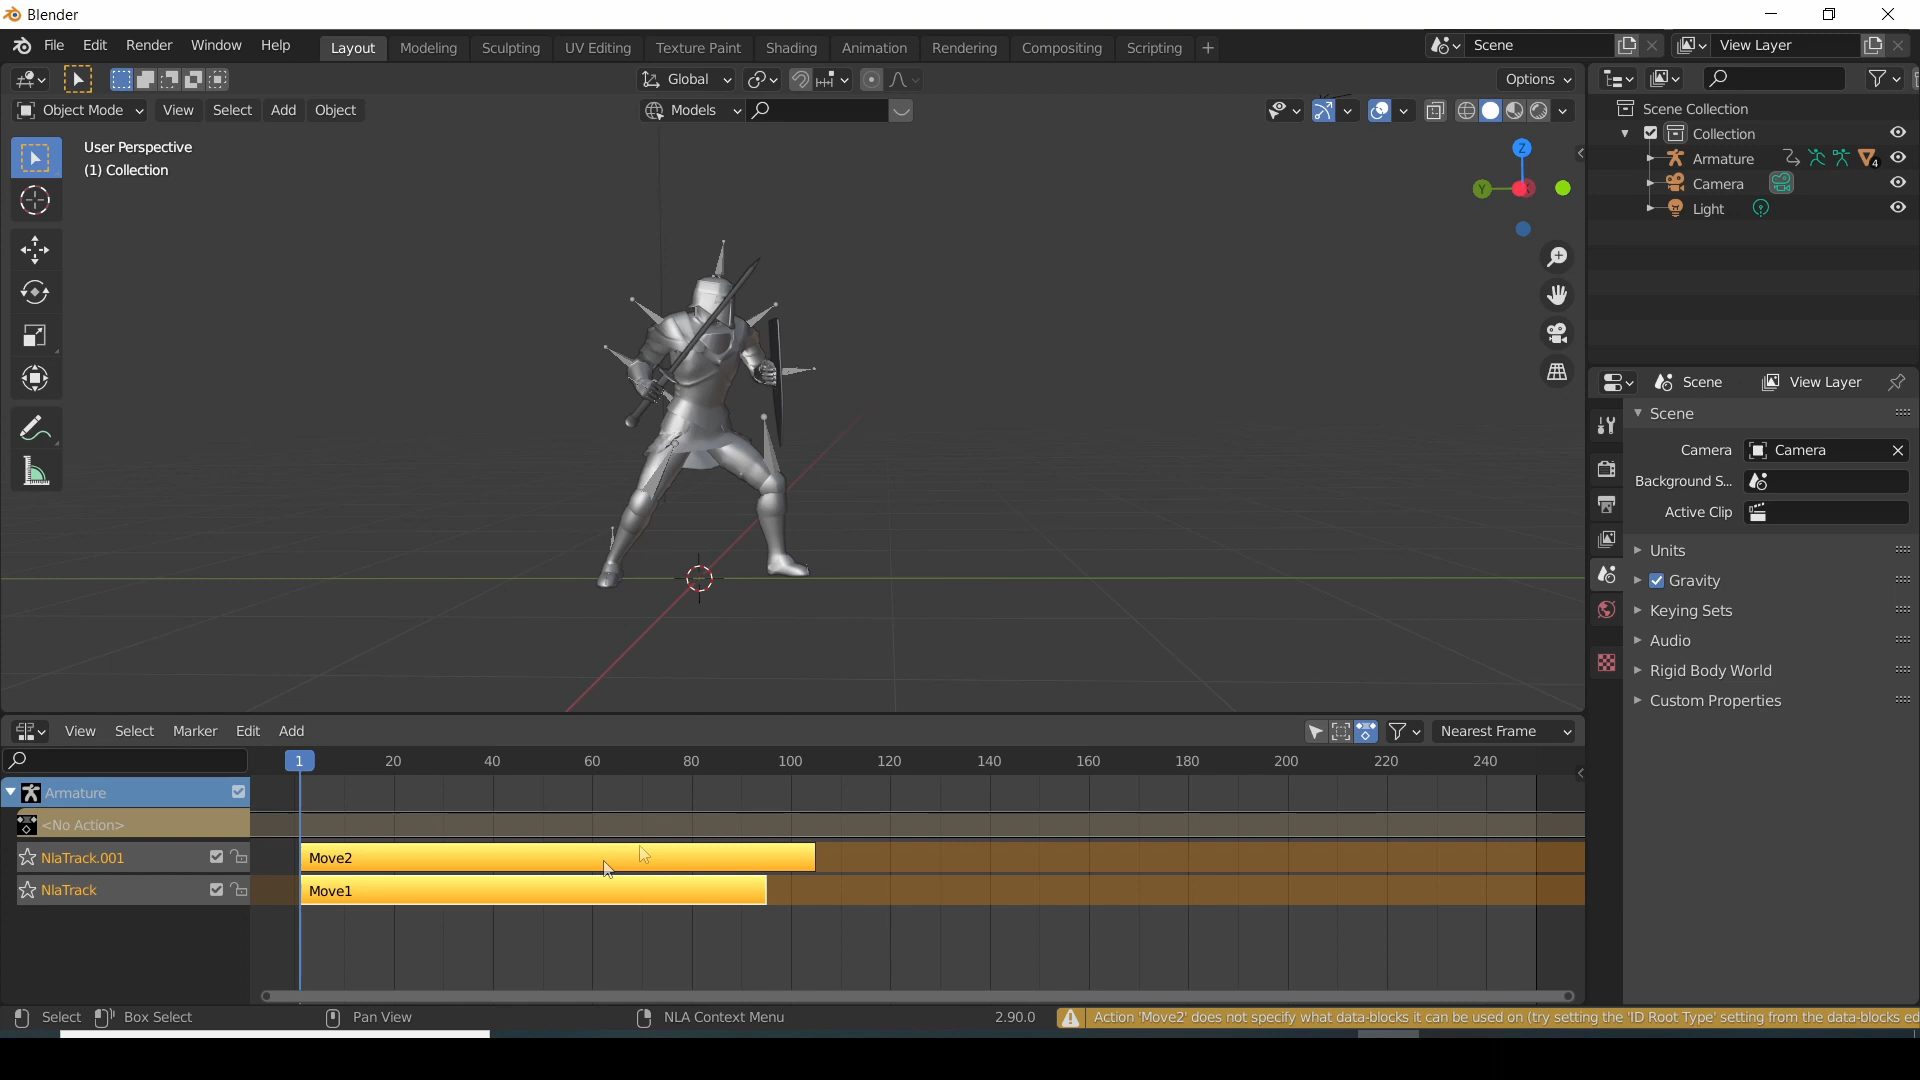 Blender
File Edit Render Window Help Layout Modeling Sculpting UV Editing Texture Paint Shading Animation Rendering Compositing Scripting + Scene View Layer
Global Options
Object Mode View Select Add Object Models
User Perspective
(1) Collection
Z
Y
X
Scene Collection
Collection
Armature 4
Camera
Light
Scene View Layer
Scene
Camera Camera
Background S...
Active Clip
Units
Gravity
Keying Sets
Audio
Rigid Body World
Custom Properties
View Select Marker Edit Add Nearest Frame
1 20 40 60 80 100 120 140 160 180 200 220 240
Armature
<No Action>
NlaTrack.001 Move2
NlaTrack Move1
Select Box Select Pan View NLA Context Menu 2.90.0 Action 'Move2' does not specify what data-blocks it can be used on (try setting the 'ID Root Type' setting from the data-blocks ed